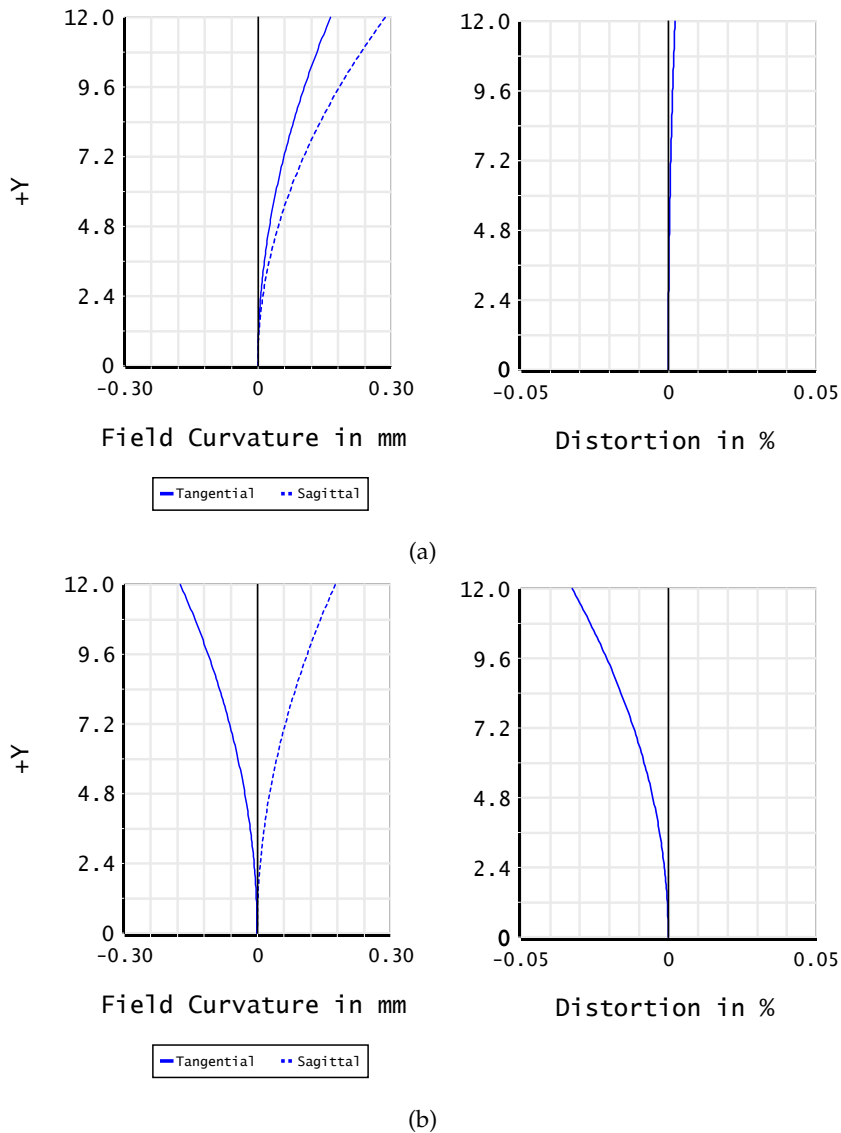 12.0
9.6
7.2
4.8
2.4
0
+Y
-0.30 0 0.30
Field Curvature in mm
Tangential Sagittal
12.0
9.6
7.2
4.8
2.4
0
-0.05 0 0.05
Distortion in %
(a)
12.0
9.6
7.2
4.8
2.4
0
+Y
-0.30 0 0.30
Field Curvature in mm
Tangential Sagittal
12.0
9.6
7.2
4.8
2.4
0
-0.05 0 0.05
Distortion in %
(b)